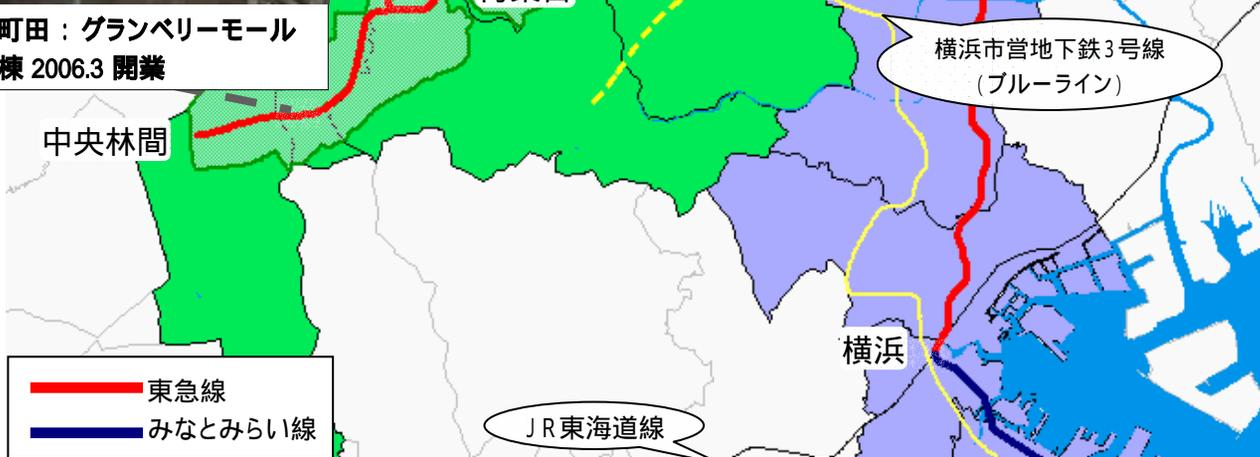 町田：グランベリーモール
棟 2006.3 開業
横浜市営地下鉄3号線
(ブルーライン)
中央林間
横浜
東急線
みなとみらい線
ＪＲ東海道線